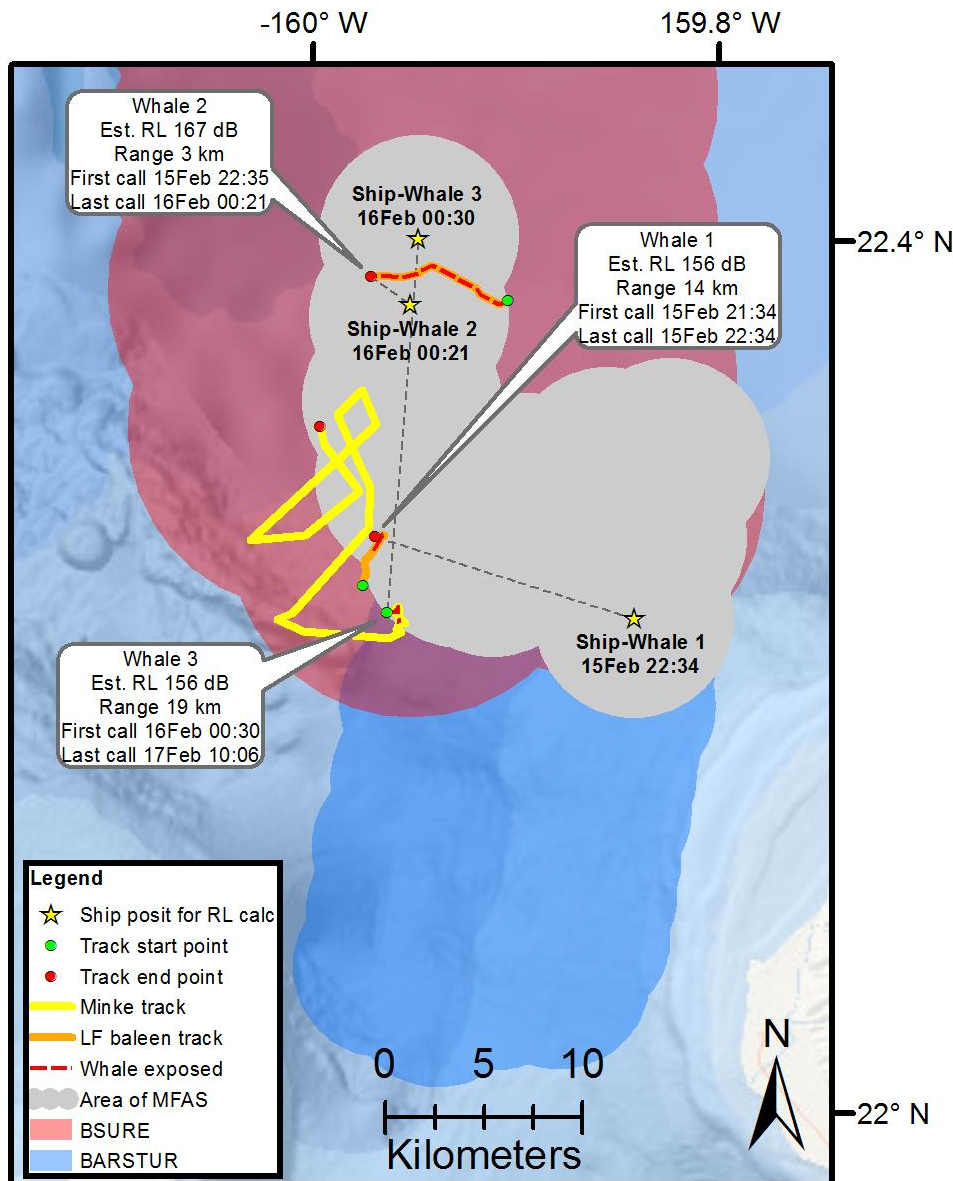 -160° W
159.8° W
Whale 2
Est. RL 167 dB
Range 3 km
First call 15Feb 22:35
Last call 16Feb 00:21
Ship-Whale 3
16Feb 00:30
22.4° N
Whale 1
Est. RL 156 dB
Range 14 km
First call 15Feb 21:34
Last call 15Feb 22:34
Ship-Whale 2
16Feb 00:21
Ship-Whale 1
15Feb 22:34
Whale 3
Est. RL 156 dB
Range 19 km
First call 16Feb 00:30
Last call 17Feb 10:06
Legend
Ship posit for RL calc
Track start point
Track end point
Minke track
LF baleen track
Whale exposed
Area of MFAS
BSURE
BARSTUR
0 5 10
Kilometers
N
22° N